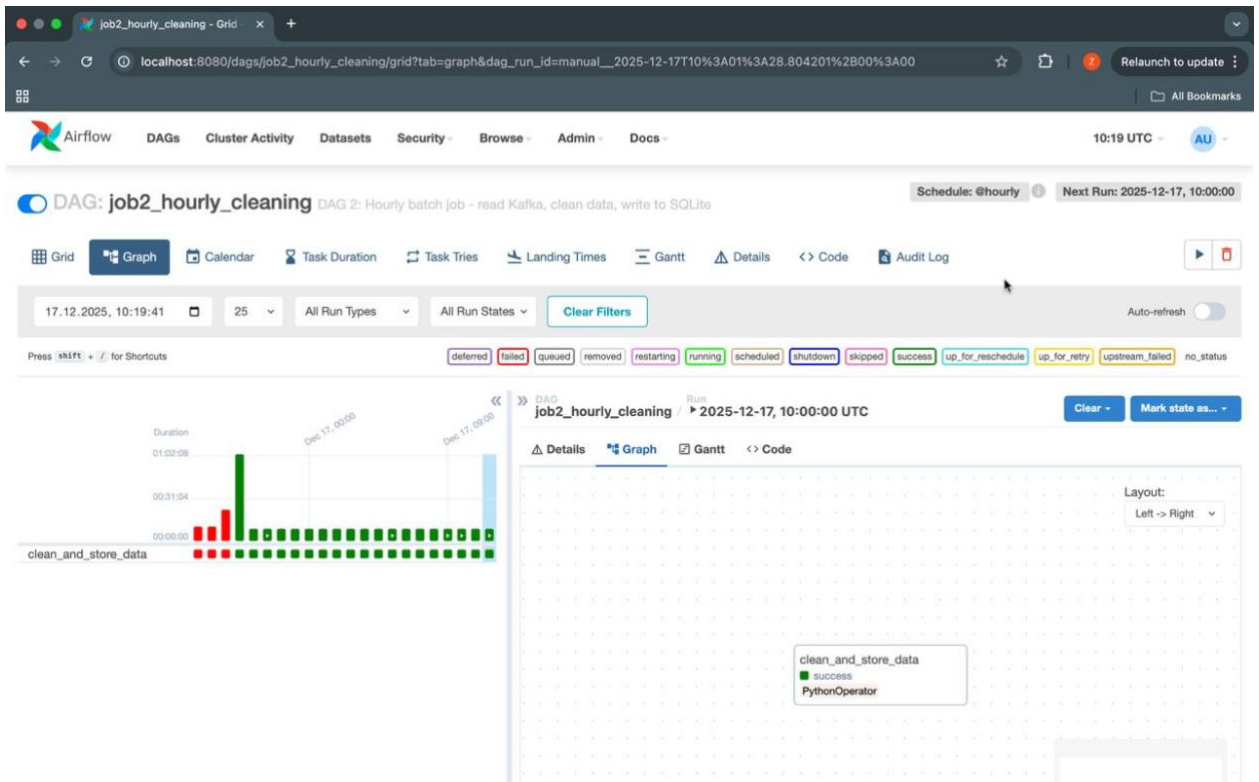 job2_hourly_cleaning - Grid -
localhost:8080/dags/job2_hourly_cleaning/grid?tab=graph&dag_run_id=manual__2025-12-17T10%3A01%3A28.804201%2B00%3A00
Z
Relaunch to update
All Bookmarks
Airflow DAGs Cluster Activity Datasets Security Browse Admin Docs 10:19 UTC AU
DAG: job2_hourly_cleaning DAG 2: Hourly batch job - read Kafka, clean data, write to SQLite
Schedule: @hourly Next Run: 2025-12-17, 10:00:00
Grid Graph Calendar Task Duration Task Tries Landing Times Gantt Details <> Code Audit Log
17.12.2025, 10:19:41 25 All Run Types All Run States Clear Filters Auto-refresh
Press shift + / for Shortcuts
deferred failed queued removed restarting running scheduled shutdown skipped success up_for_reschedule up_for_retry upstream_failed no_status
Duration
Dec 17, 00:00
Dec 17, 09:00
01:02:08
00:31:04
00:00:00
clean_and_store_data
DAG Run
job2_hourly_cleaning / 2025-12-17, 10:00:00 UTC
Clear Mark state as...
Details Graph Gantt <> Code
Layout:
Left -> Right
clean_and_store_data
success
PythonOperator